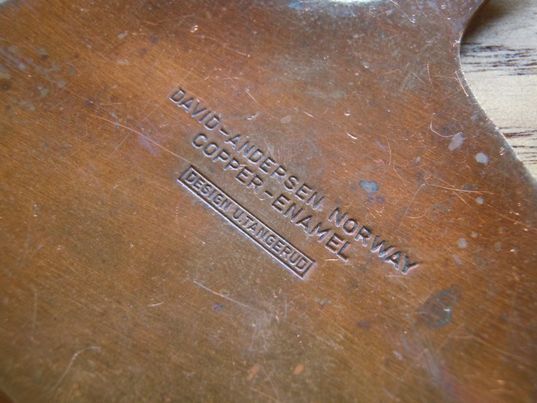 DAVID-ANDERSEN NORWAY
COPPER-ENAMEL
DESIGN U.TANGERUD